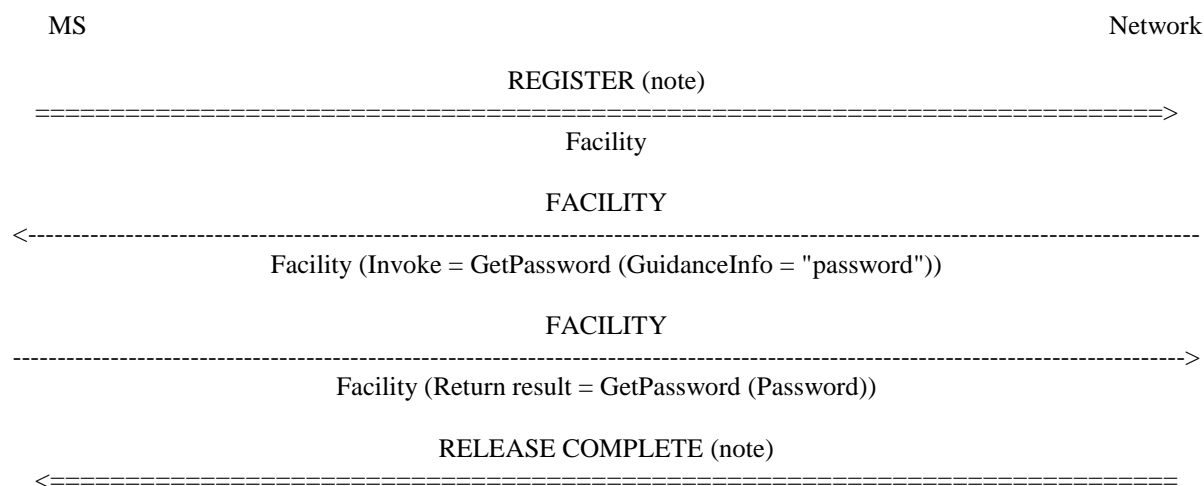 MS Network
REGISTER (note)
===========================================================================>
Facility
FACILITY
<------------------------------------------------------------------------------------------------------------------------------------
Facility (Invoke = GetPassword (GuidanceInfo = "password"))
FACILITY
------------------------------------------------------------------------------------------------------------------------------------>
Facility (Return result = GetPassword (Password))
RELEASE COMPLETE (note)
<===========================================================================